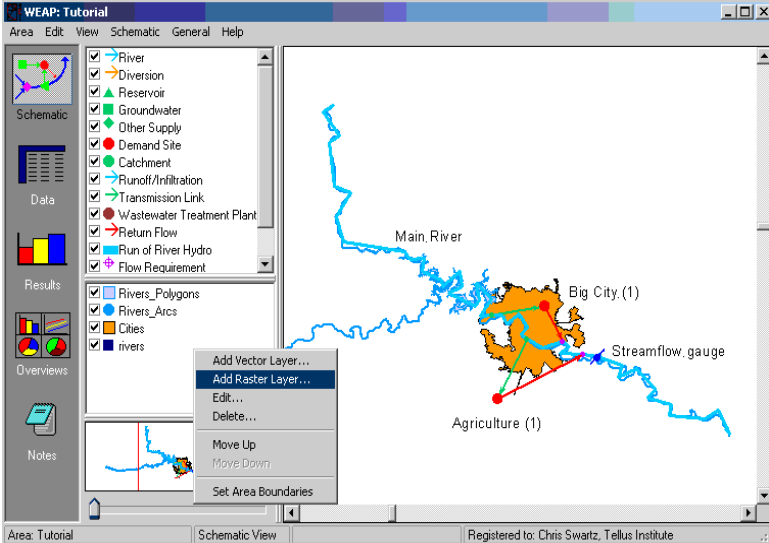 WEAP: Tutorial
Area Edit View Schematic General Help
Schematic
Data
Results
Overviews
Notes
River
Diversion
Reservoir
Groundwater
Other Supply
Demand Site
Catchment
Runoff/Infiltration
Transmission Link
Wastewater Treatment Plant
Return Flow
Run of River Hydro
Flow Requirement
Rivers_Polygons
Rivers_Arcs
Cities
rivers
Add Vector Layer...
Add Raster Layer...
Edit...
Delete...
Move Up
Move Down
Set Area Boundaries
Main River
Big City (1)
Streamflow gauge
Agriculture (1)
Area: Tutorial
Schematic View
Registered to: Chris Swartz, Tellus Institute